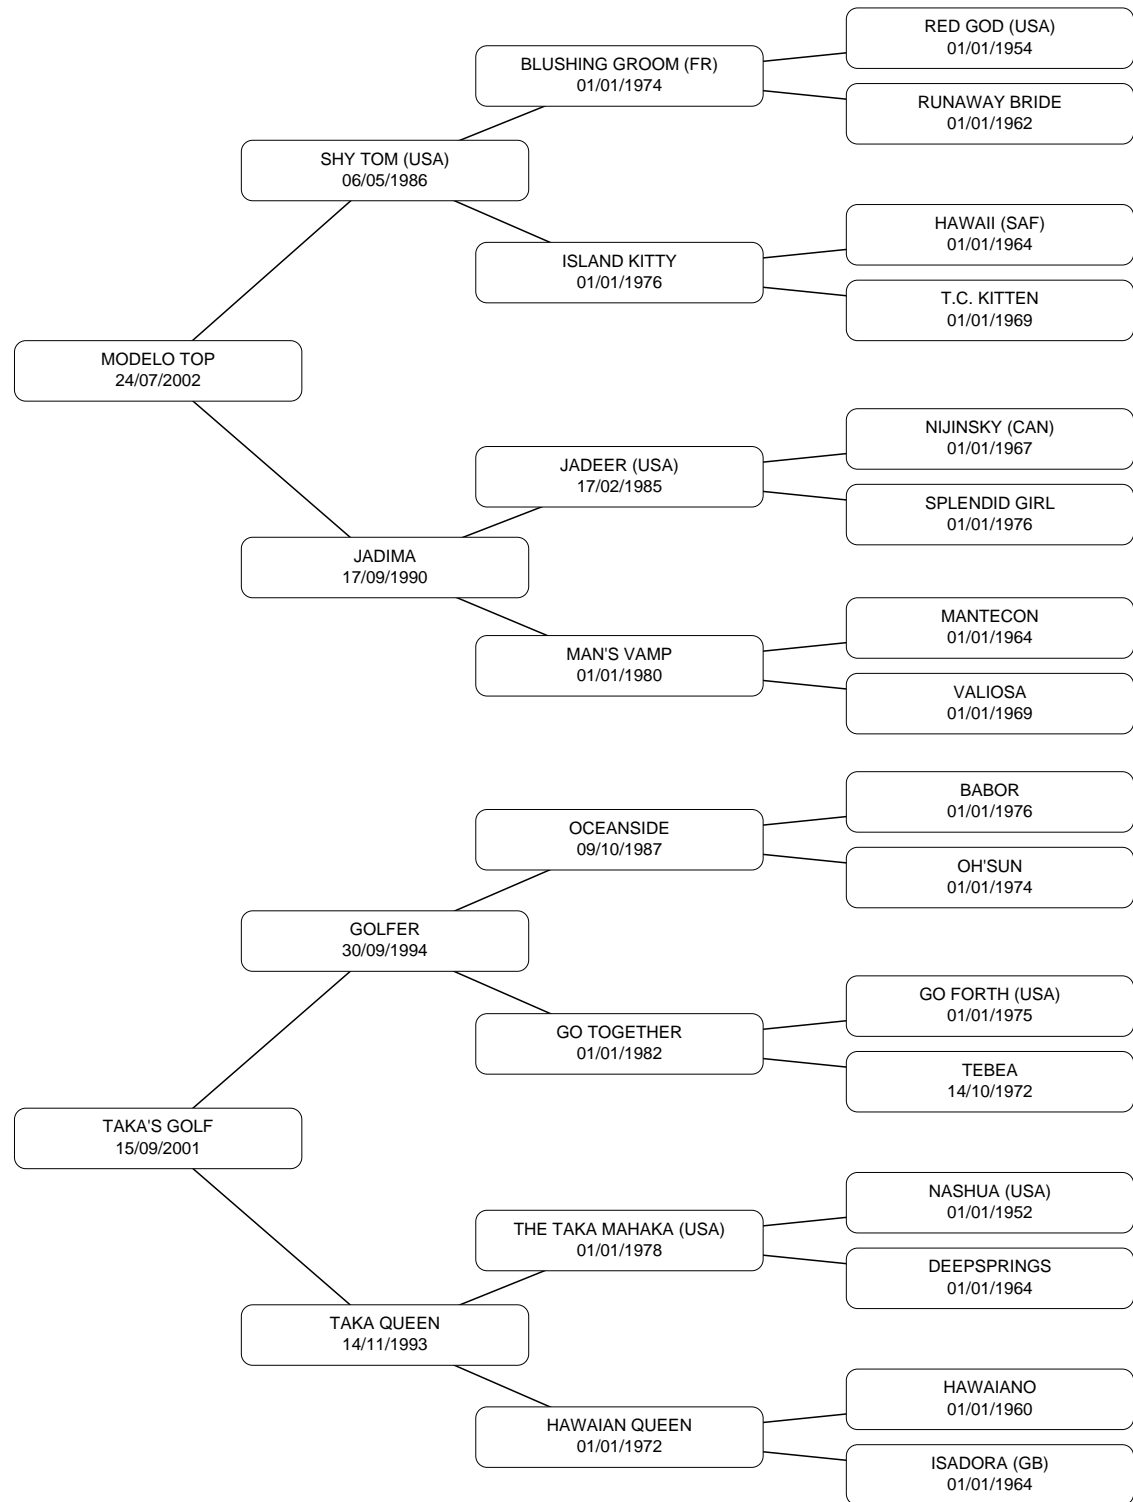 RED GOD (USA)
01/01/1954
BLUSHING GROOM (FR)
01/01/1974
RUNAWAY BRIDE
01/01/1962
SHY TOM (USA)
06/05/1986
HAWAII (SAF)
01/01/1964
ISLAND KITTY
01/01/1976
T.C. KITTEN
01/01/1969
MODELO TOP
24/07/2002
NIJINSKY (CAN)
01/01/1967
JADEER (USA)
17/02/1985
SPLENDID GIRL
01/01/1976
JADIMA
17/09/1990
MANTECON
01/01/1964
MAN'S VAMP
01/01/1980
VALIOSA
01/01/1969
BABOR
01/01/1976
OCEANSIDE
09/10/1987
OH'SUN
01/01/1974
GOLFER
30/09/1994
GO FORTH (USA)
01/01/1975
GO TOGETHER
01/01/1982
TEBEA
14/10/1972
TAKA'S GOLF
15/09/2001
NASHUA (USA)
01/01/1952
THE TAKA MAHAKA (USA)
01/01/1978
DEEPSPRINGS
01/01/1964
TAKA QUEEN
14/11/1993
HAWAIANO
01/01/1960
HAWAIAN QUEEN
01/01/1972
ISADORA (GB)
01/01/1964